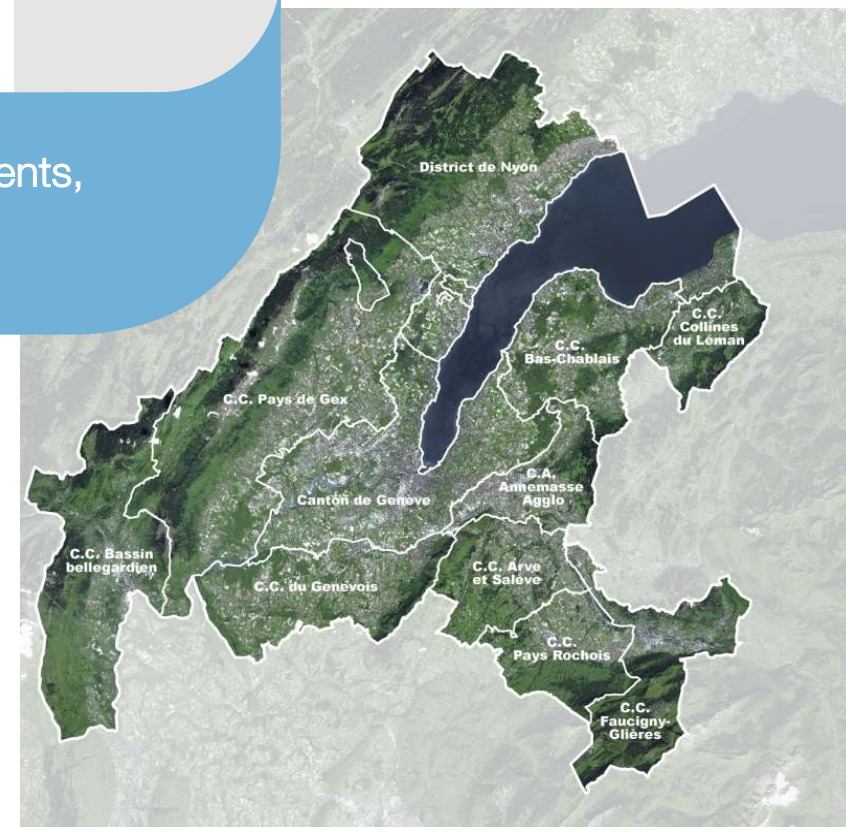 ents,
District de Nyon
C.C.
Collines
du Léman
C.C.
Bas-Chablais
C.C. Pays de Gex
C.A.
Annemasse
Agglo
Canton de Genève
C.C. Bassin
bellegardien
C.C. Arve
et Salève
C.C. du Genevois
C.C.
Pays Rochois
C.C.
Faucigny-
Glières